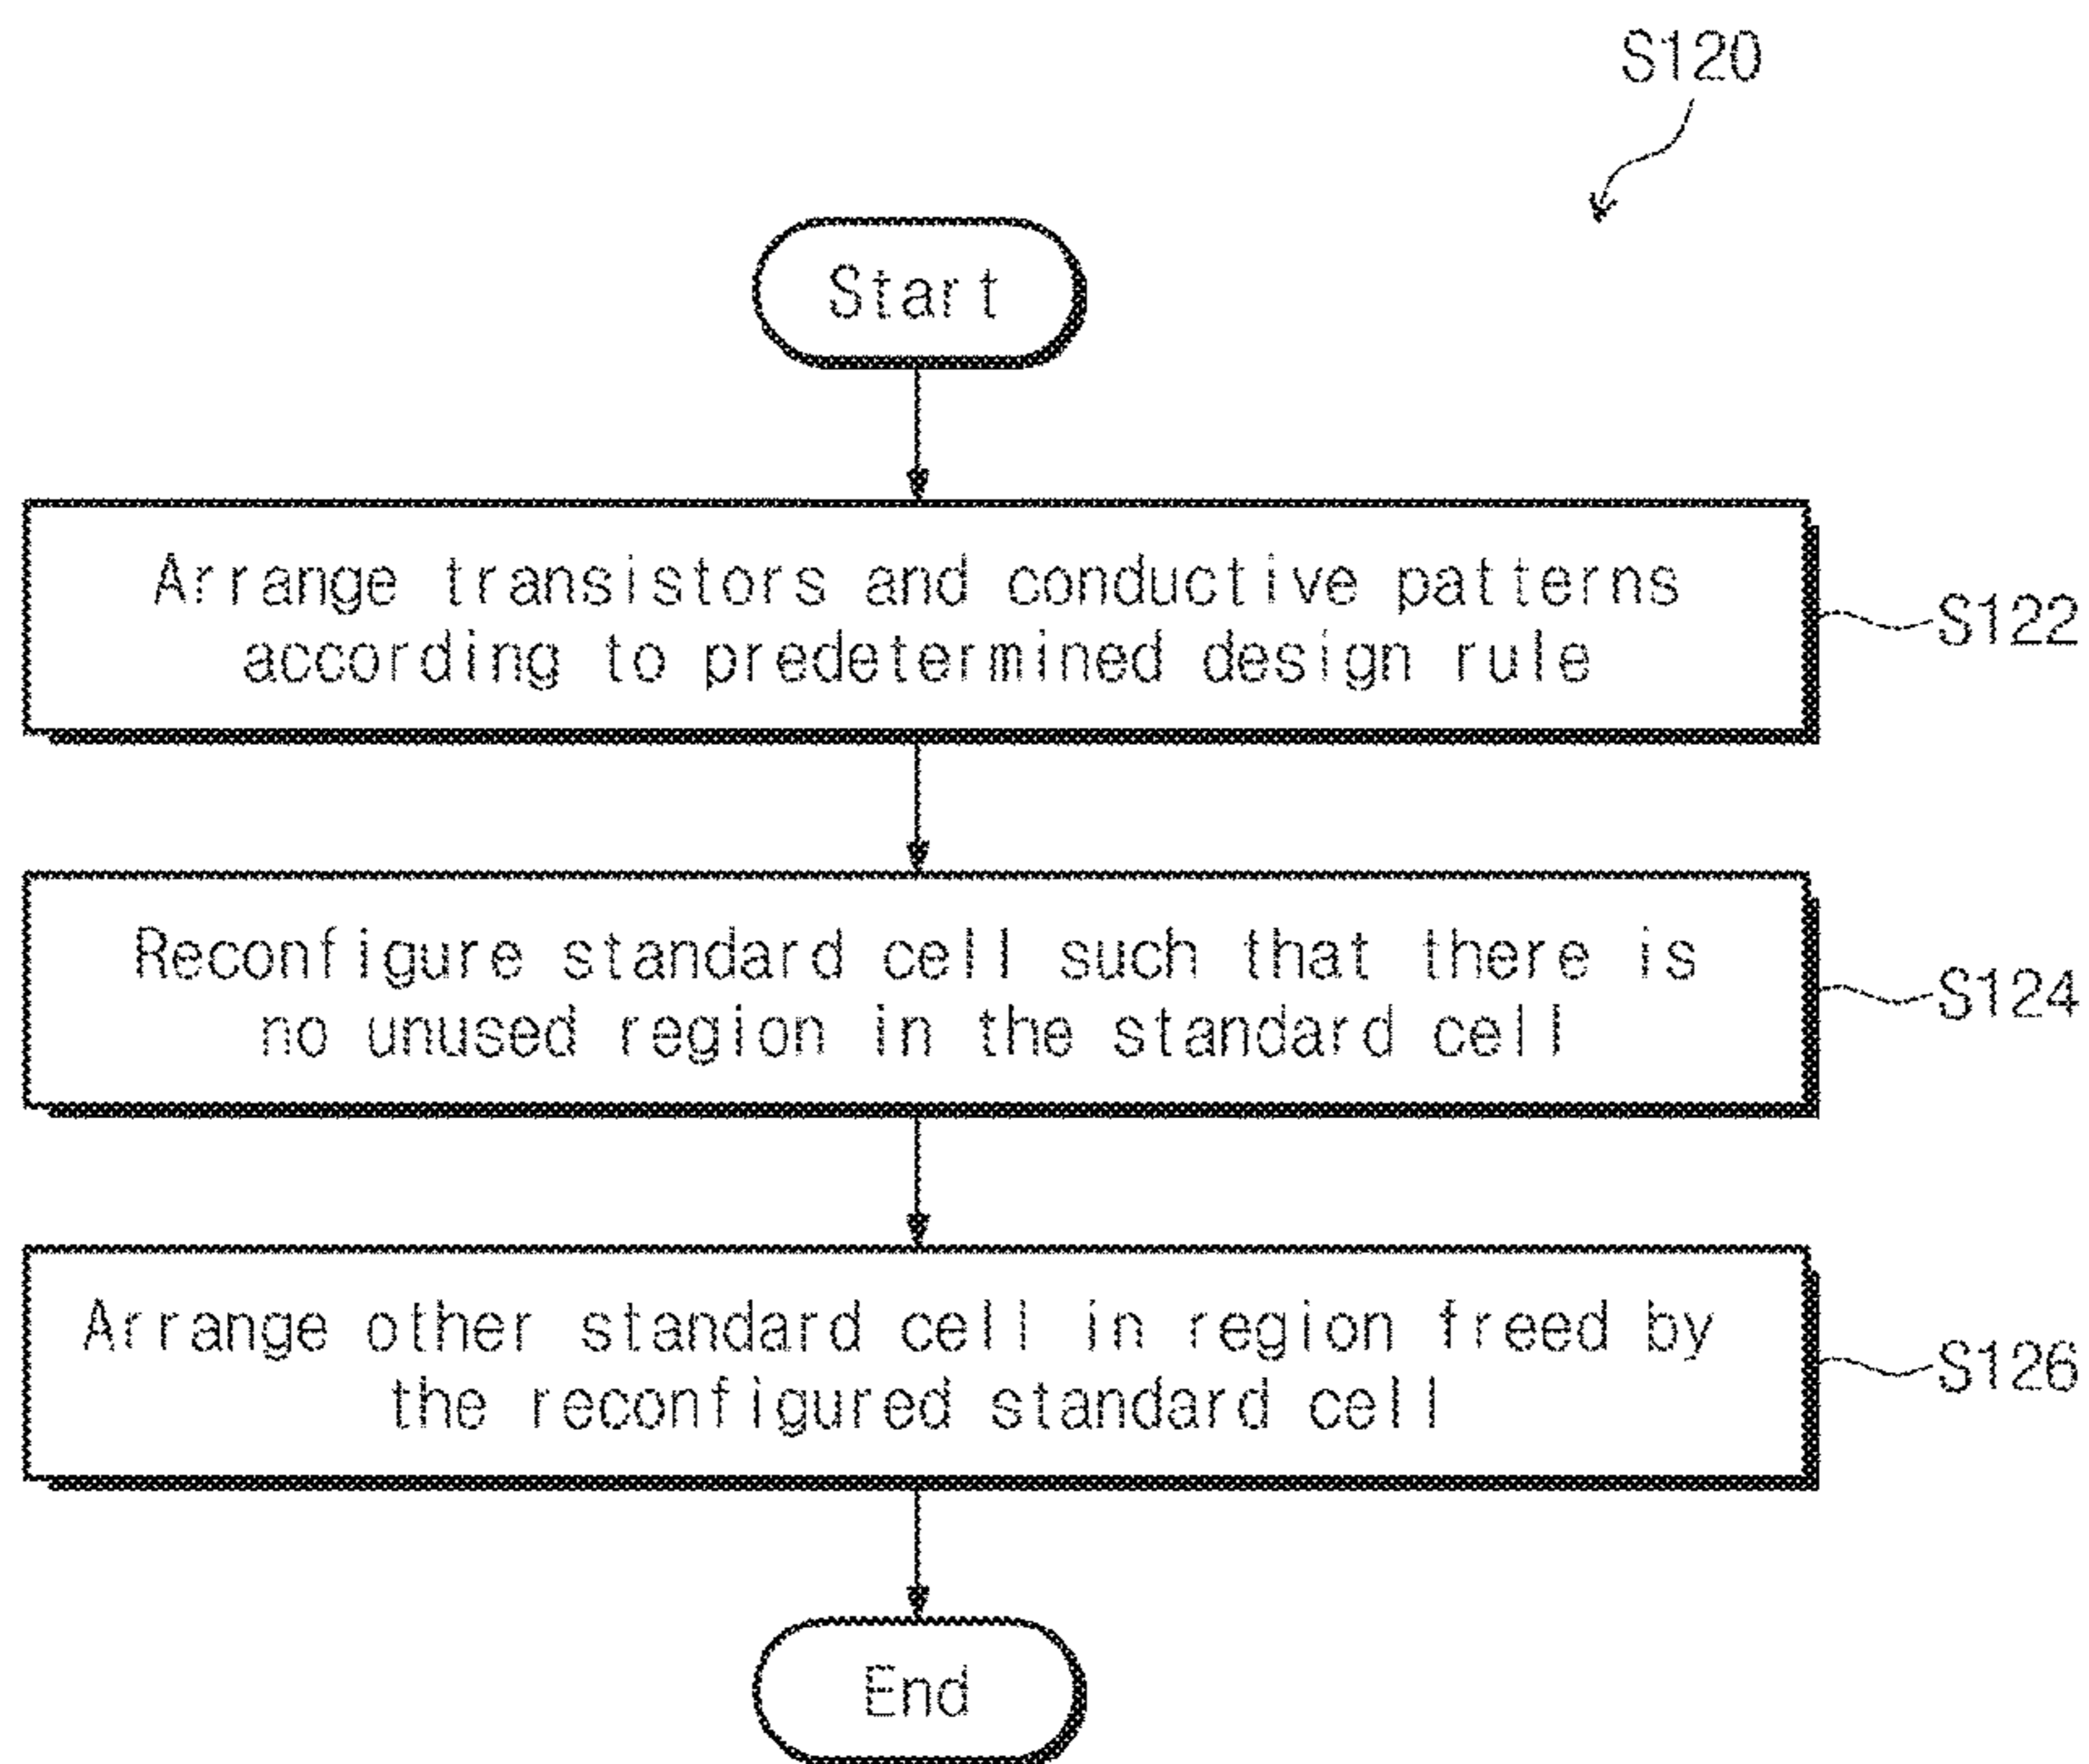 S120
Start
Arrange transistors and conductive patterns
according to predetermined design rule
S122
Reconfigure standard cell such that there is
no unused region in the standard cell
S124
Arrange other standard cell in region freed by
the reconfigured standard cell
S126
End